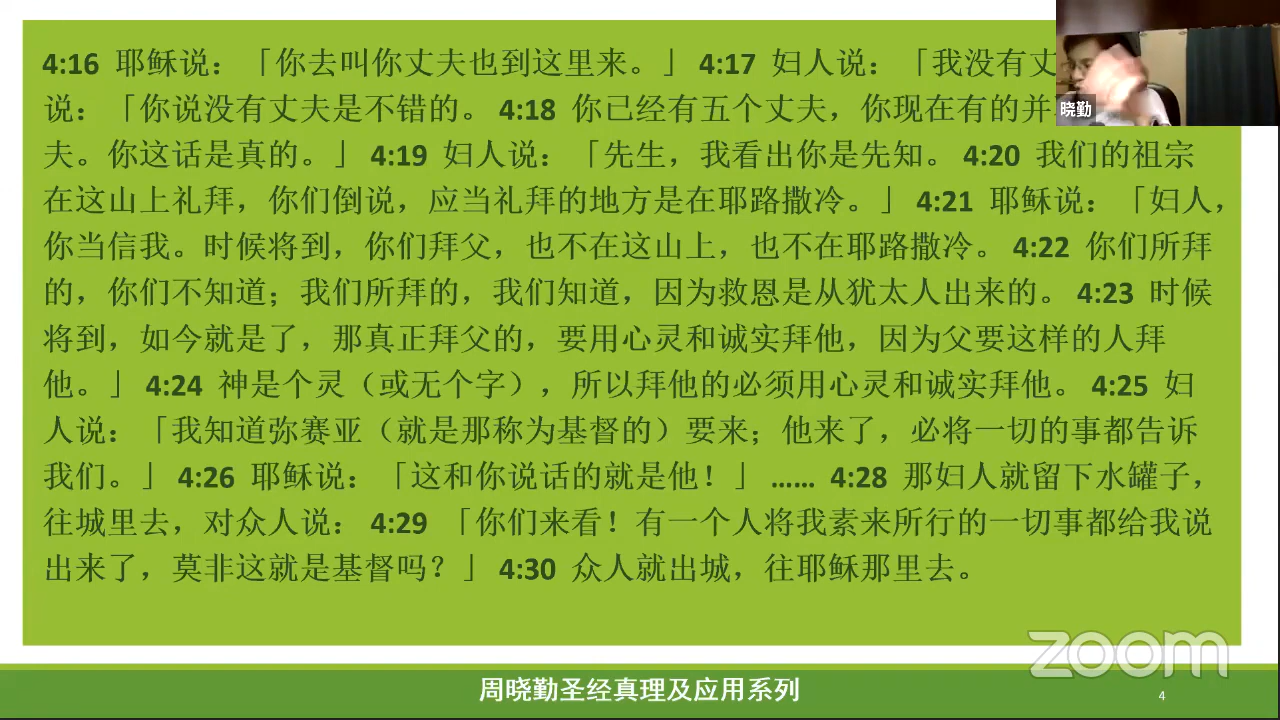 4:16 耶稣说：「你去叫你丈夫也到这里来。」4:17 妇人说：「我没有丈
说：「你说没有丈夫是不错的。4:18 你已经有五个丈夫，你现在有的并
夫。你这话是真的。」4:19 妇人说：「先生，我看出你是先知。4:20 我们的祖宗
在这山上礼拜，你们倒说，应当礼拜的地方是在耶路撒冷。」4:21 耶稣说：「妇人，
你当信我。时候将到，你们拜父，也不在这山上，也不在耶路撒冷。4:22 你们所拜
的，你们不知道；我们所拜的，我们知道，因为救恩是从犹太人出来的。4:23 时候
将到，如今就是了，那真正拜父的，要用心灵和诚实拜他，因为父要这样的人拜
他。」4:24 神是个灵（或无个字），所以拜他的必须用心灵和诚实拜他。4:25 妇
人说：「我知道弥赛亚（就是那称为基督的）要来；他来了，必将一切的事都告诉
我们。」4:26 耶稣说：「这和你说话的就是他！」...... 4:28 那妇人就留下水罐子，
往城里去，对众人说：4:29 「你们来看！有一个人将我素来所行的一切事都给我说
出来了，莫非这就是基督吗？」4:30 众人就出城，往耶稣那里去。
晓勤
zoom
周晓勤圣经真理及应用系列
4